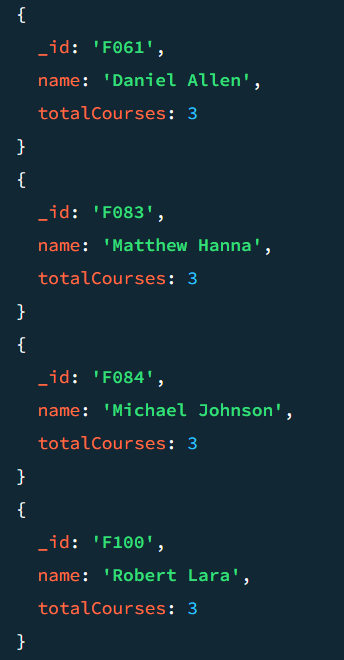 {
  _id: 'F061',
  name: 'Daniel Allen',
  totalCourses: 3
}
{
  _id: 'F083',
  name: 'Matthew Hanna',
  totalCourses: 3
}
{
  _id: 'F084',
  name: 'Michael Johnson',
  totalCourses: 3
}
{
  _id: 'F100',
  name: 'Robert Lara',
  totalCourses: 3
}